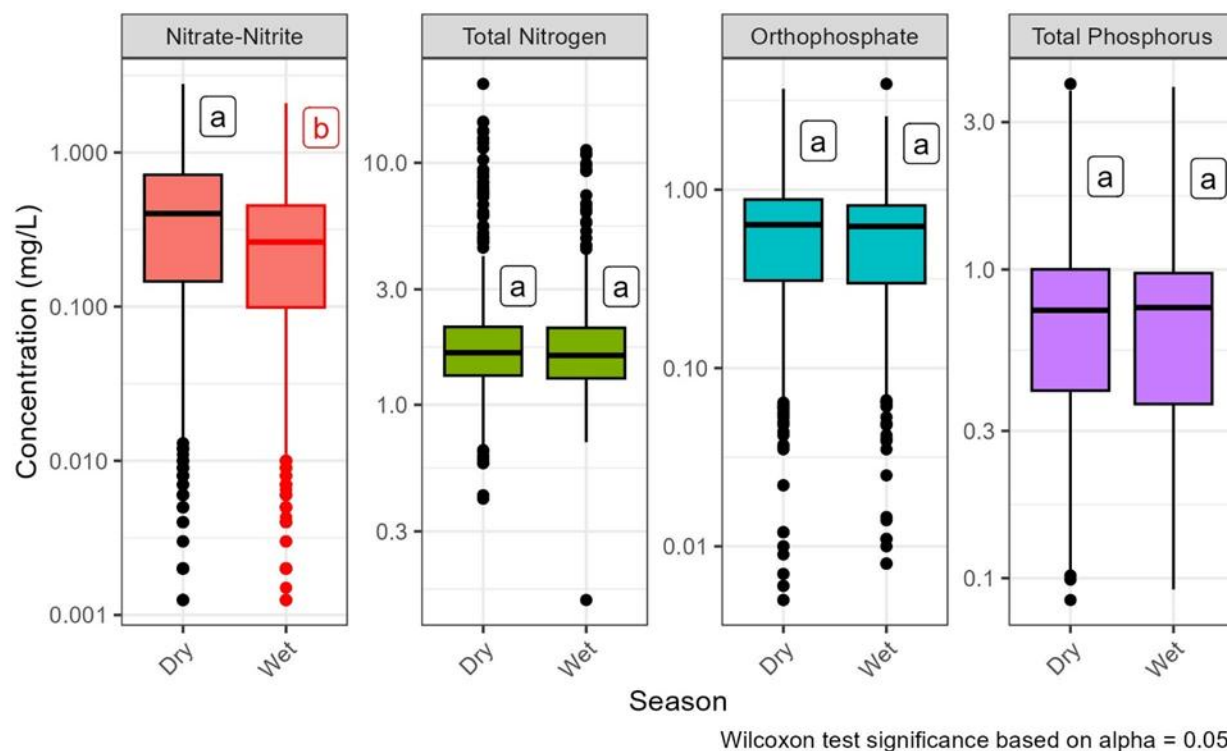 Nitrate-Nitrite
Total Nitrogen
Orthophosphate
Total Phosphorus
Concentration (mg/L)
1.000
0.100
0.010
0.001
a
b
Dry
Wet
10.0
3.0
1.0
0.3
a
a
Dry
Wet
1.00
0.10
0.01
a
a
Dry
Wet
3.0
1.0
0.3
0.1
a
a
Dry
Wet
Season
Wilcoxon test significance based on alpha = 0.05